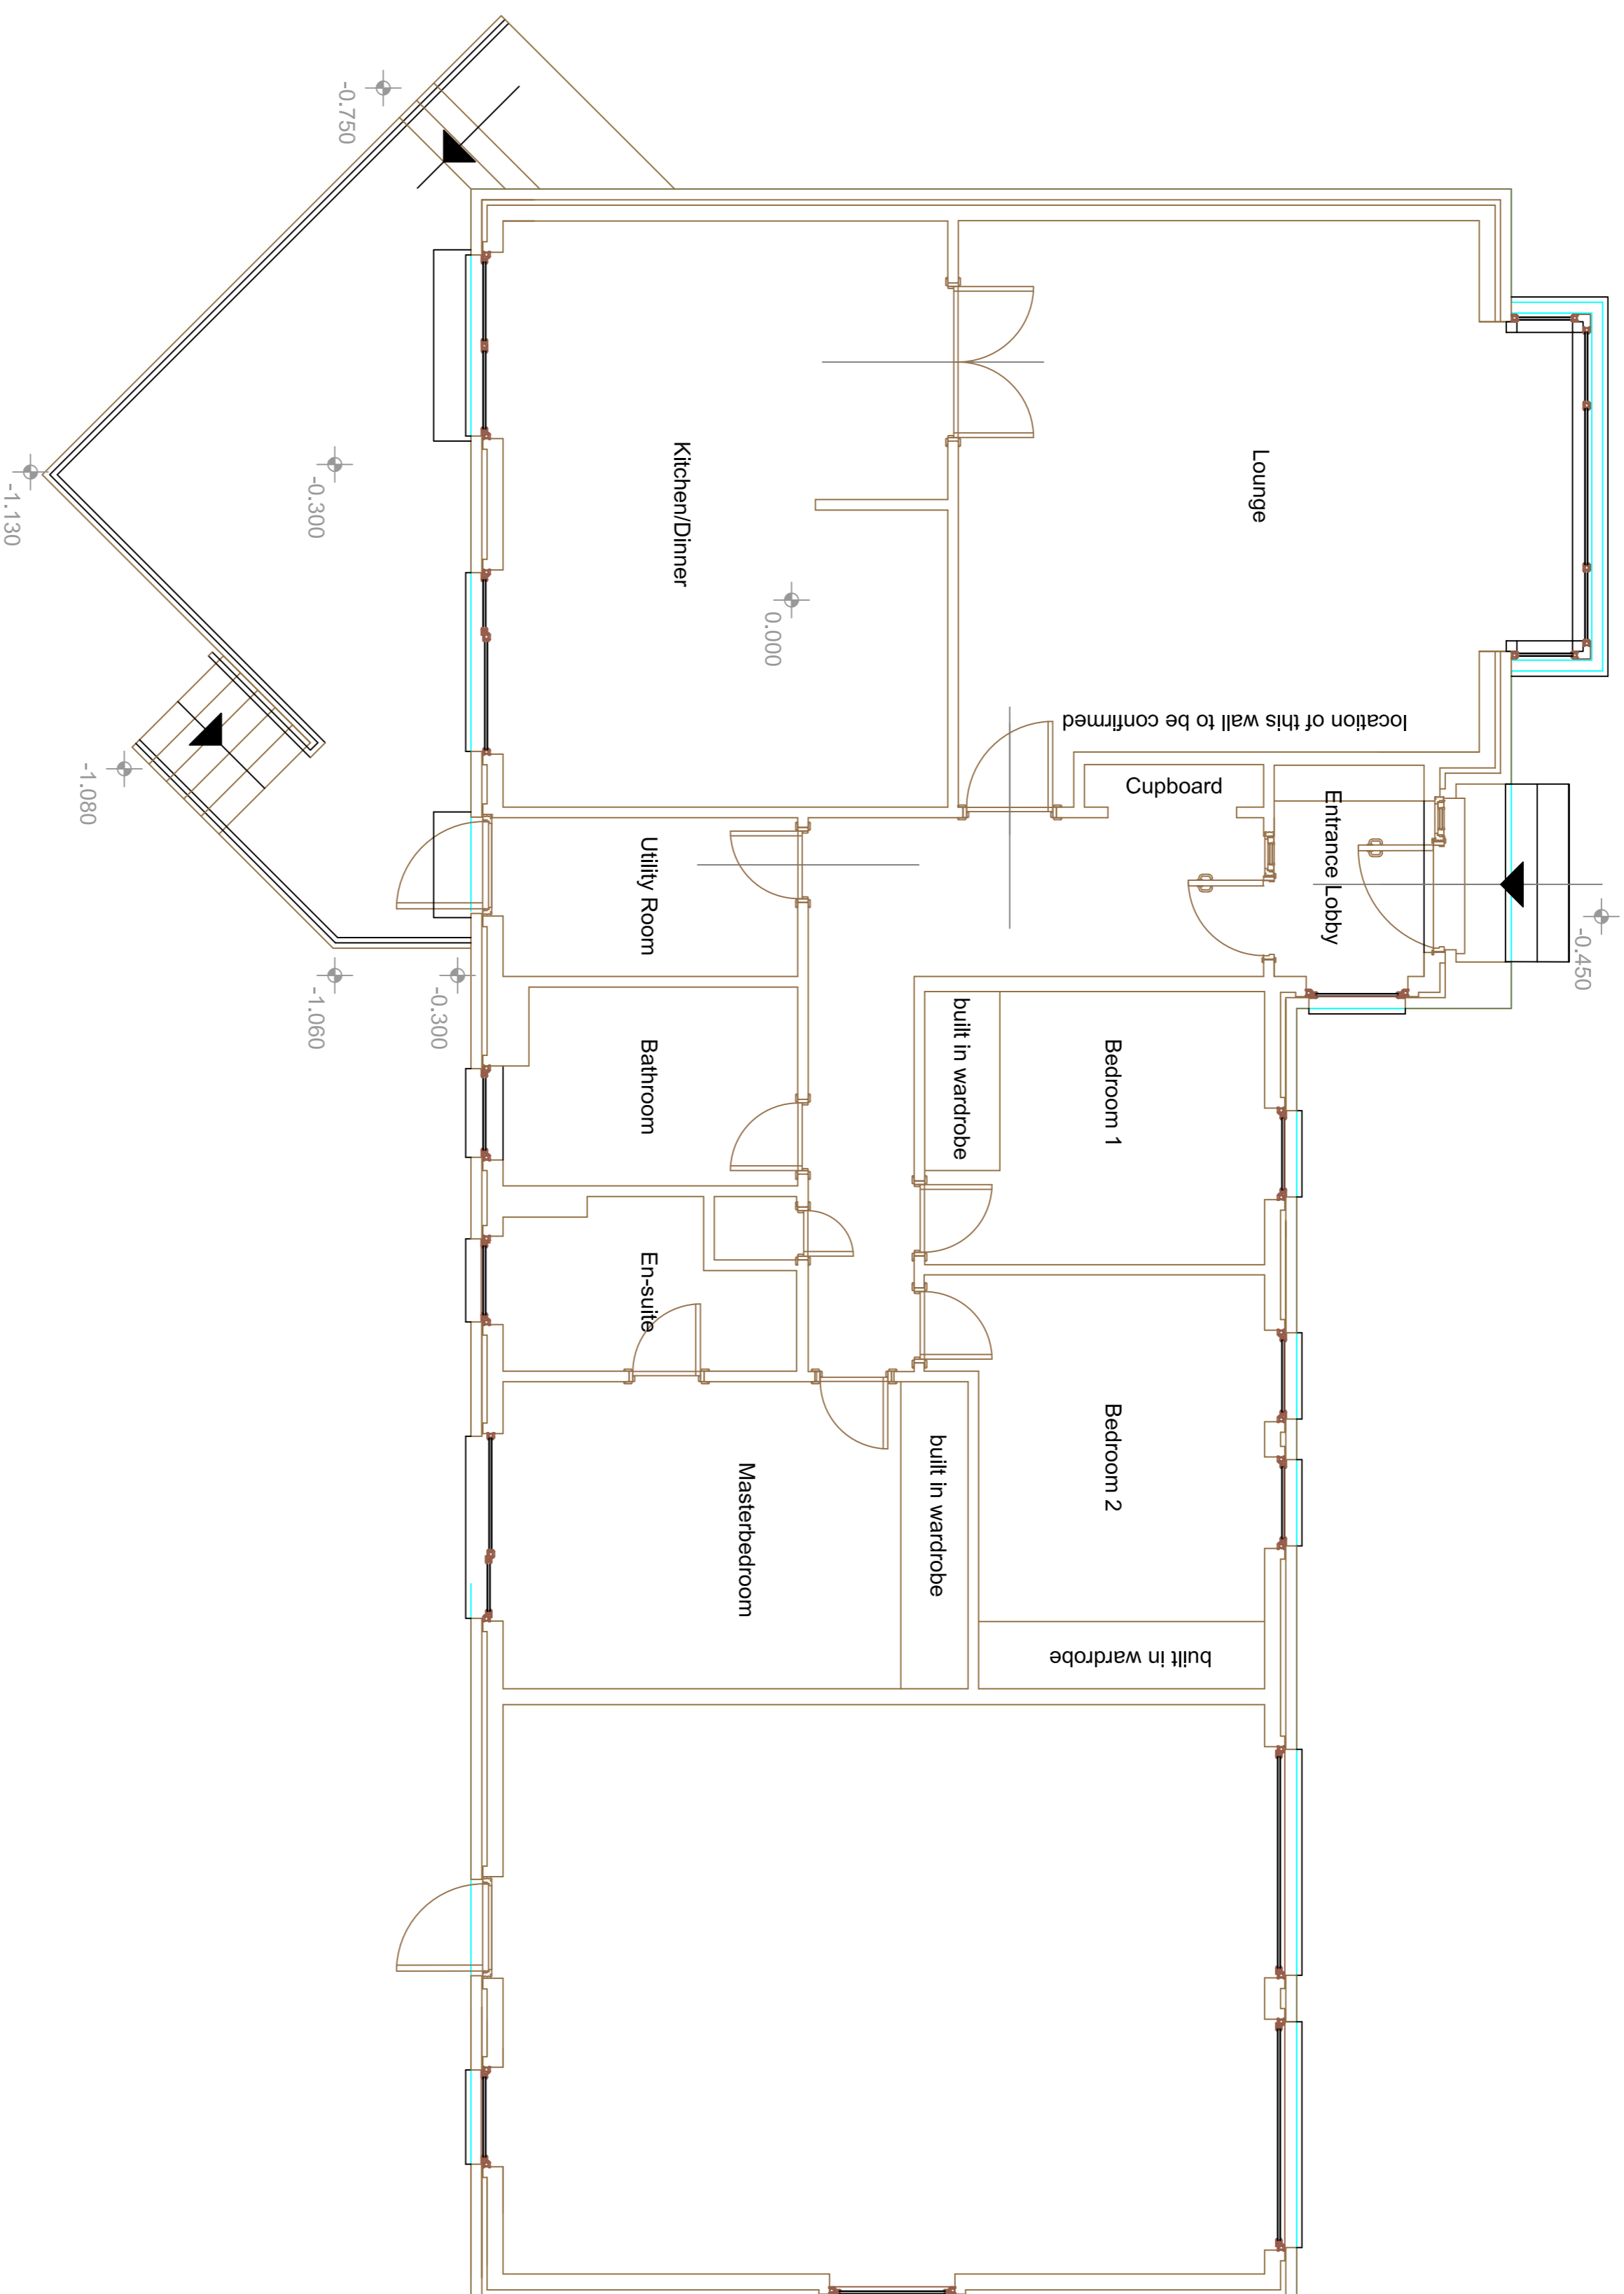 -0.750
-1.130
-0.300
-1.080
-1.060
-0.300
Kitchen/Dinner
0.000
Lounge
location of this wall to be confirmed
Cupboard
Entrance Lobby
-0.450
Utility Room
Bathroom
built in wardrobe
Bedroom 1
En-suite
Masterbedroom
built in wardrobe
Bedroom 2
built in wardrobe